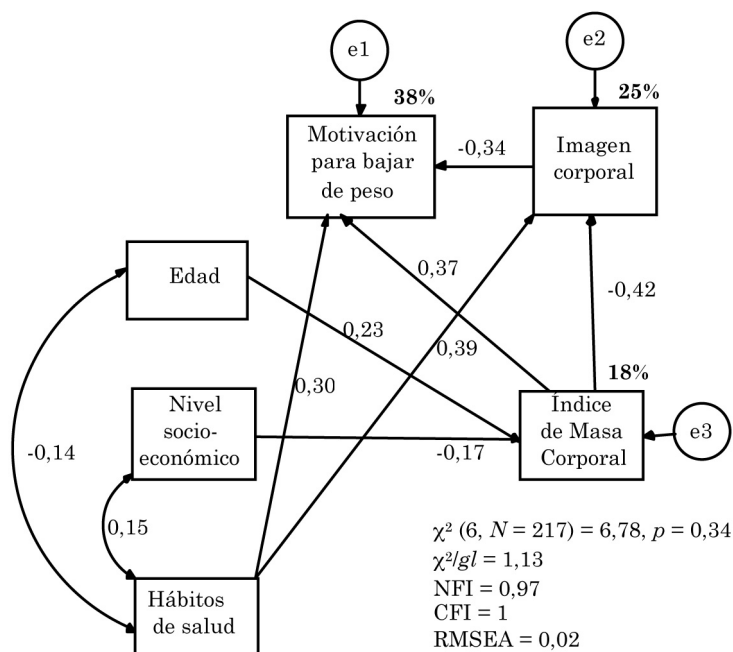 e1
e2
38%
25%
Motivación
para bajar
de peso
-0,34
Imagen
corporal
Edad
0,37
-0,42
0,23
0,39
0,30
18%
Nivel
socio-
económico
Índice
de Masa
Corporal
e3
-0,14
-0,17
0,15
χ² (6, N = 217) = 6,78, p = 0,34
χ²/gl = 1,13
NFI = 0,97
CFI = 1
RMSEA = 0,02
Hábitos
de salud